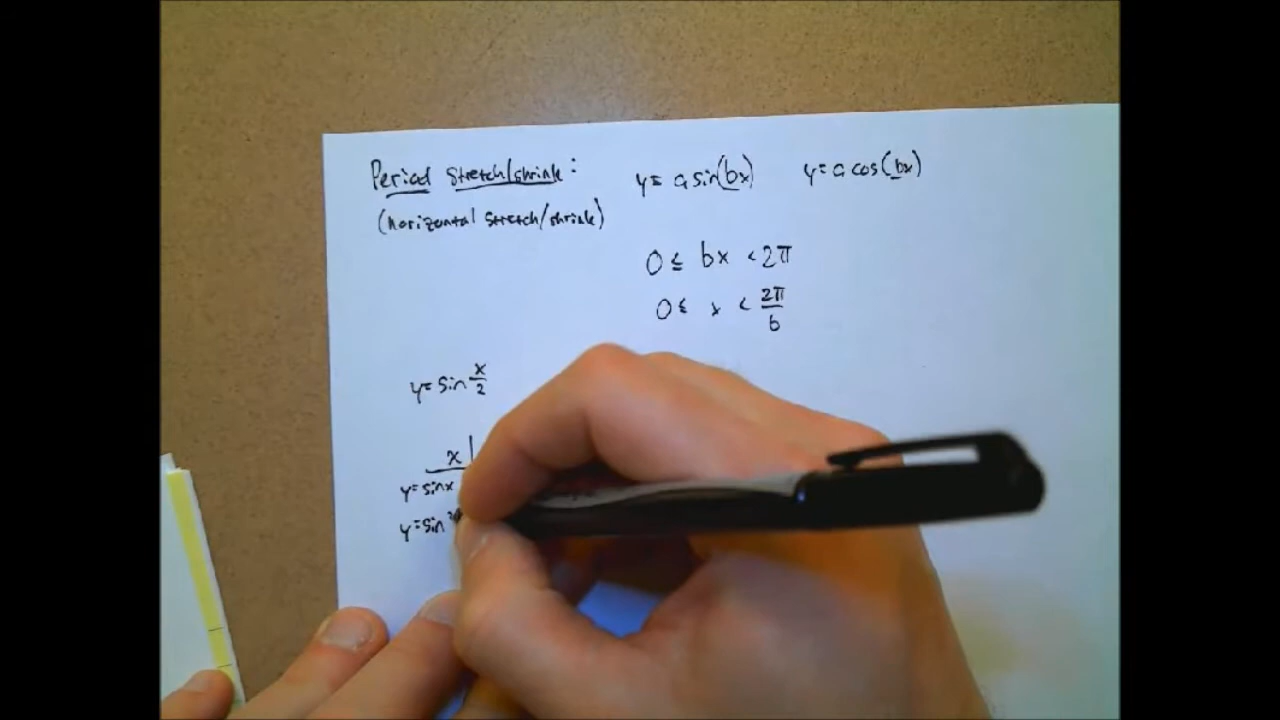 Period stretch/shrink: y = a sin(bx) y = a cos(bx)
(horizontal stretch/shrink)
0 ≤ bx < 2π
0 ≤ x < 2π/b
y = sin x/2
x
y = sin x
y = sin